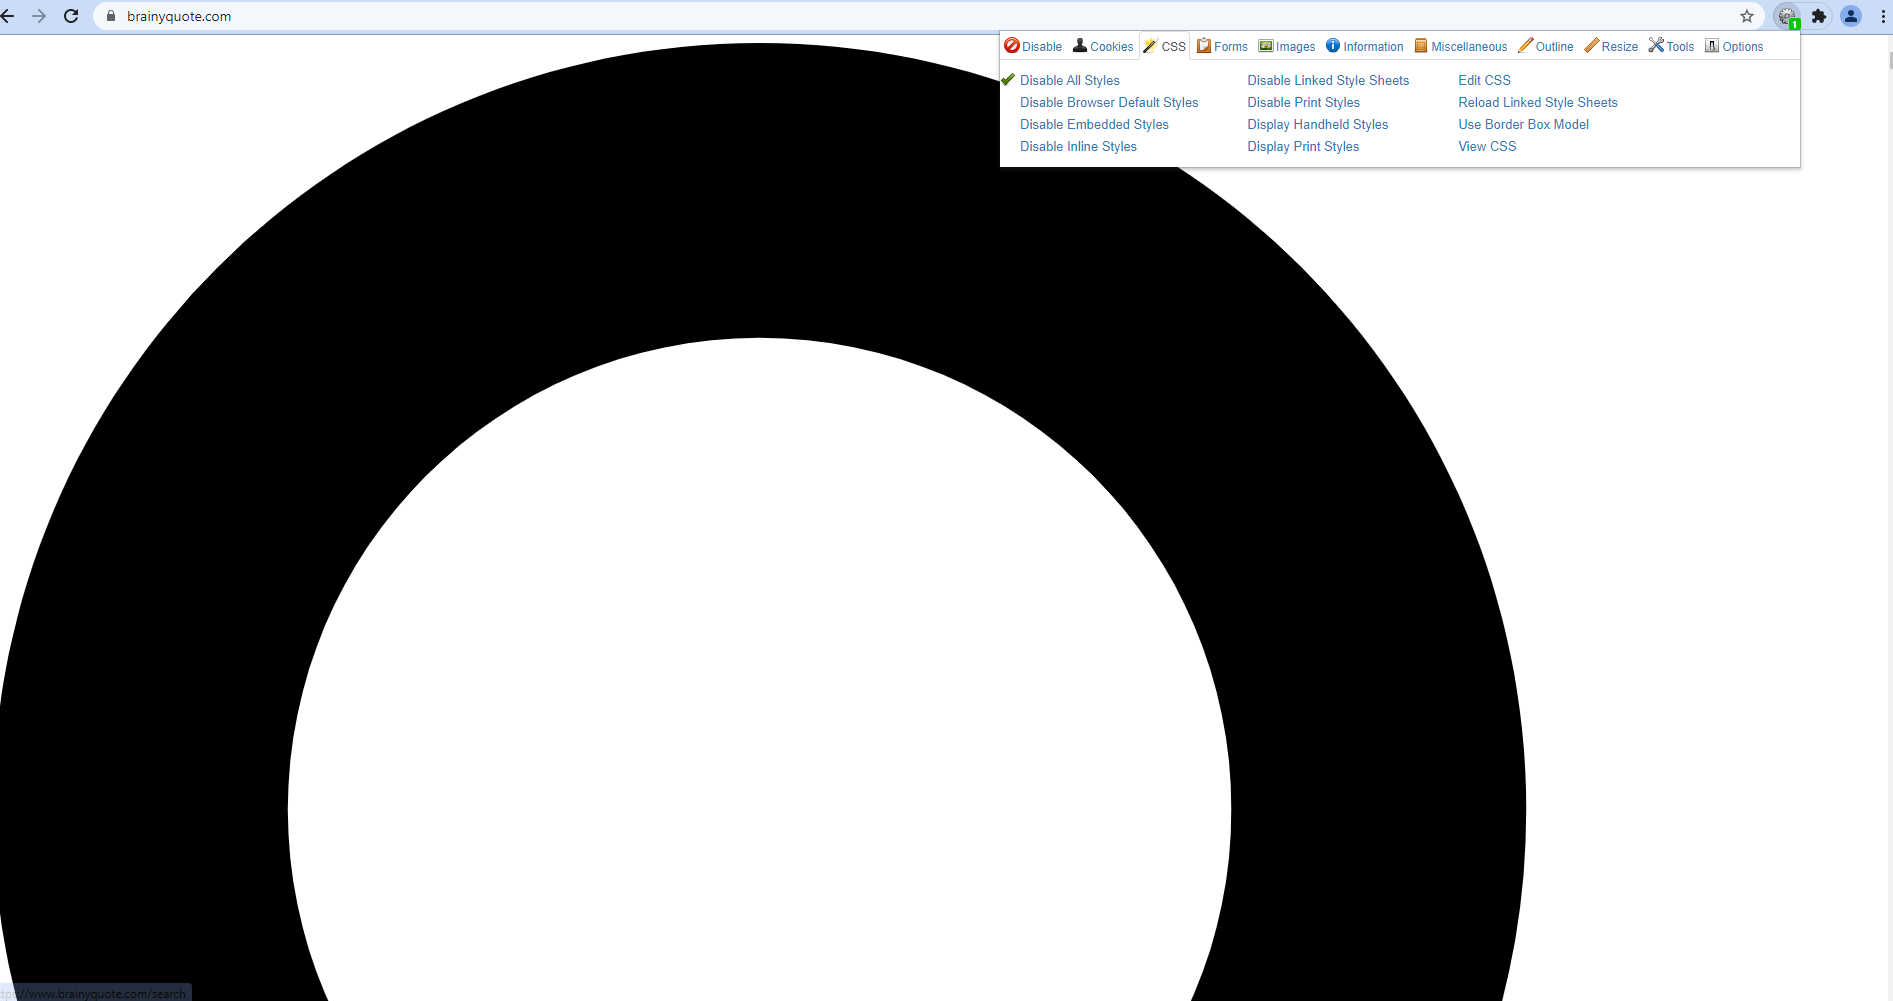 brainyquote.com
1
Disable Cookies CSS Forms Images Information Miscellaneous Outline Resize Tools Options
Disable All Styles Disable Linked Style Sheets Edit CSS
Disable Browser Default Styles Disable Print Styles Reload Linked Style Sheets
Disable Embedded Styles Display Handheld Styles Use Border Box Model
Disable Inline Styles Display Print Styles View CSS
tps://www.brainyquote.com/search